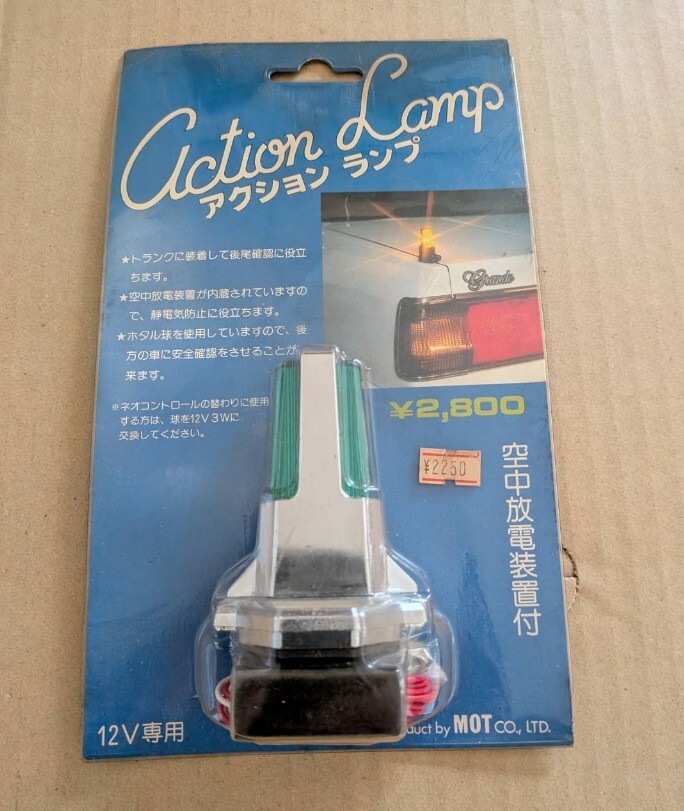 action Lamp
アクション ランプ
★トランクに装着して後尾確認に役立
ちます。
★空中放電装置が内蔵されていますの
で、静電気防止に役立ちます。
★ホタル球を使用していますので、後
方の車に安全確認をさせることが
来ます。
※ネオコントロールの替わりに使用
する方は、球を12V3Wに
交換してください。
Grande
¥2,800
¥2250
空中放電装置付
12V専用
duct by MOT CO., LTD.